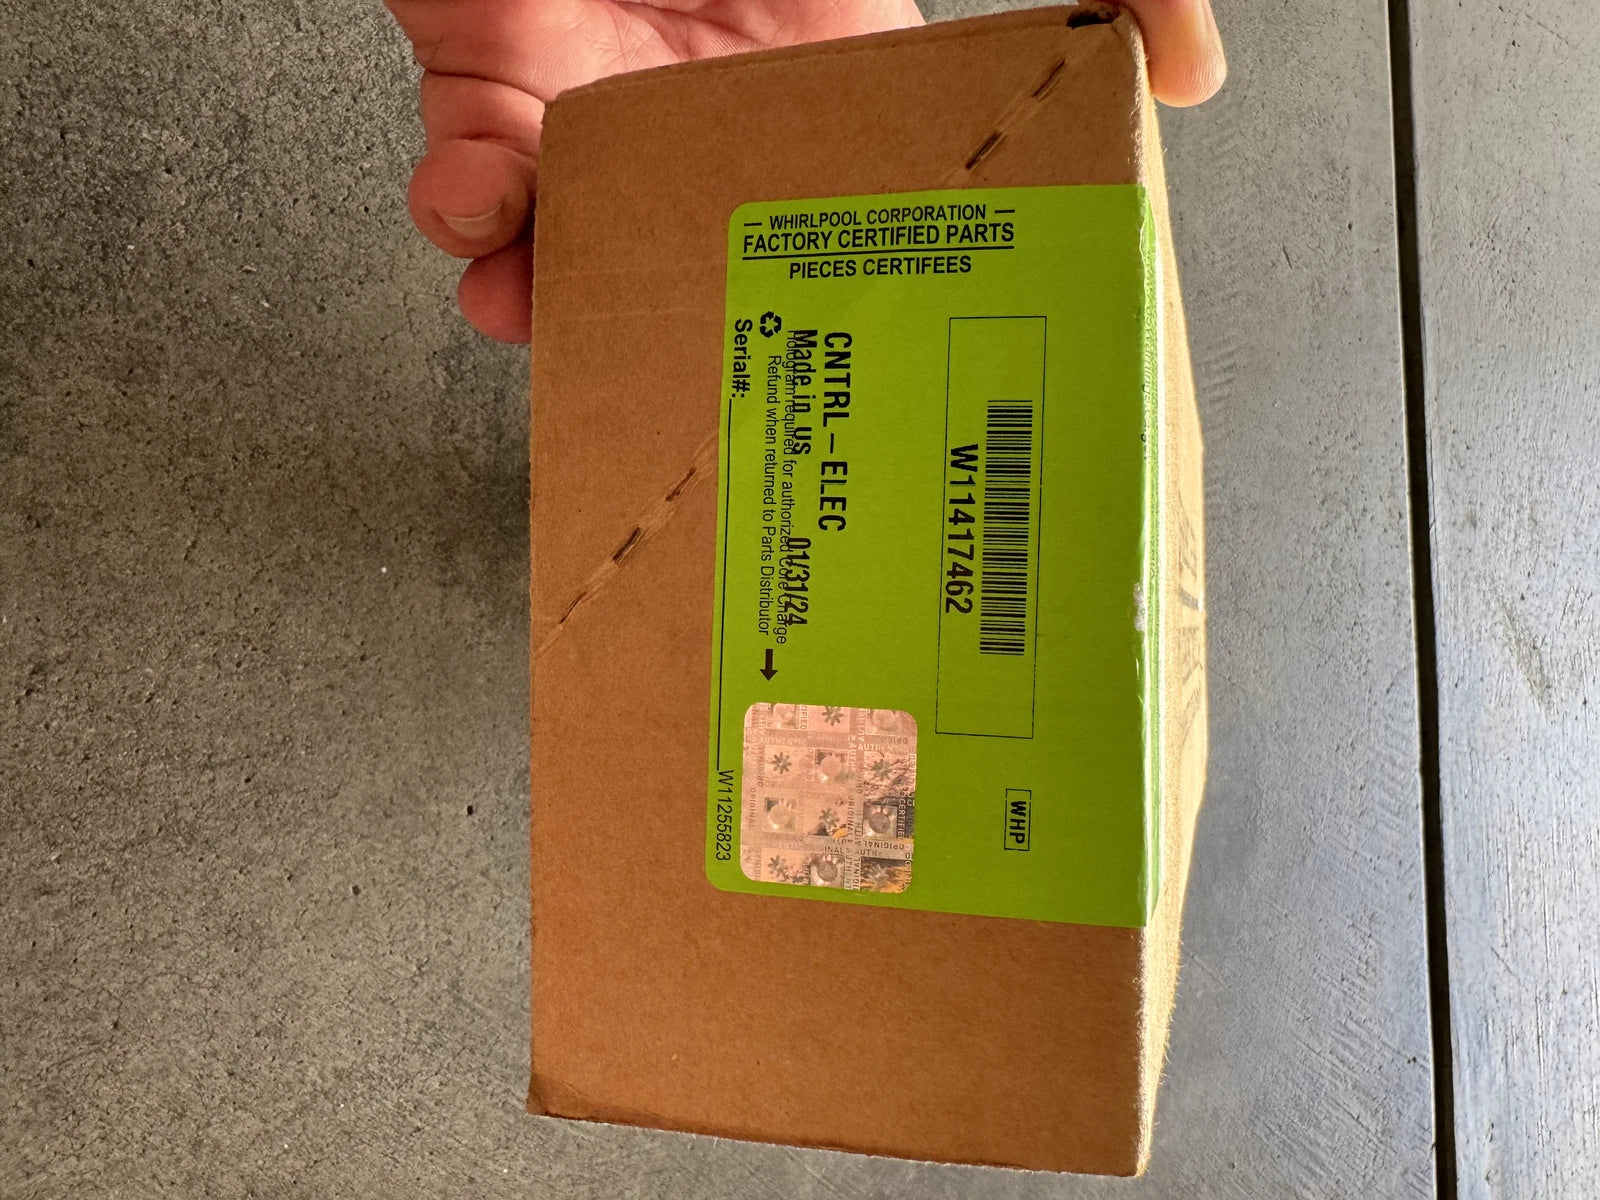 WHIRLPOOL CORPORATION
FACTORY CERTIFIED PARTS
PIECES CERTIFEES
W11417462
WHP
CNTRL-ELEC
Made in US 01/31/24
Hologram required for authorized Core Charge
Refund when returned to Parts Distributor
Serial#:
W11255823